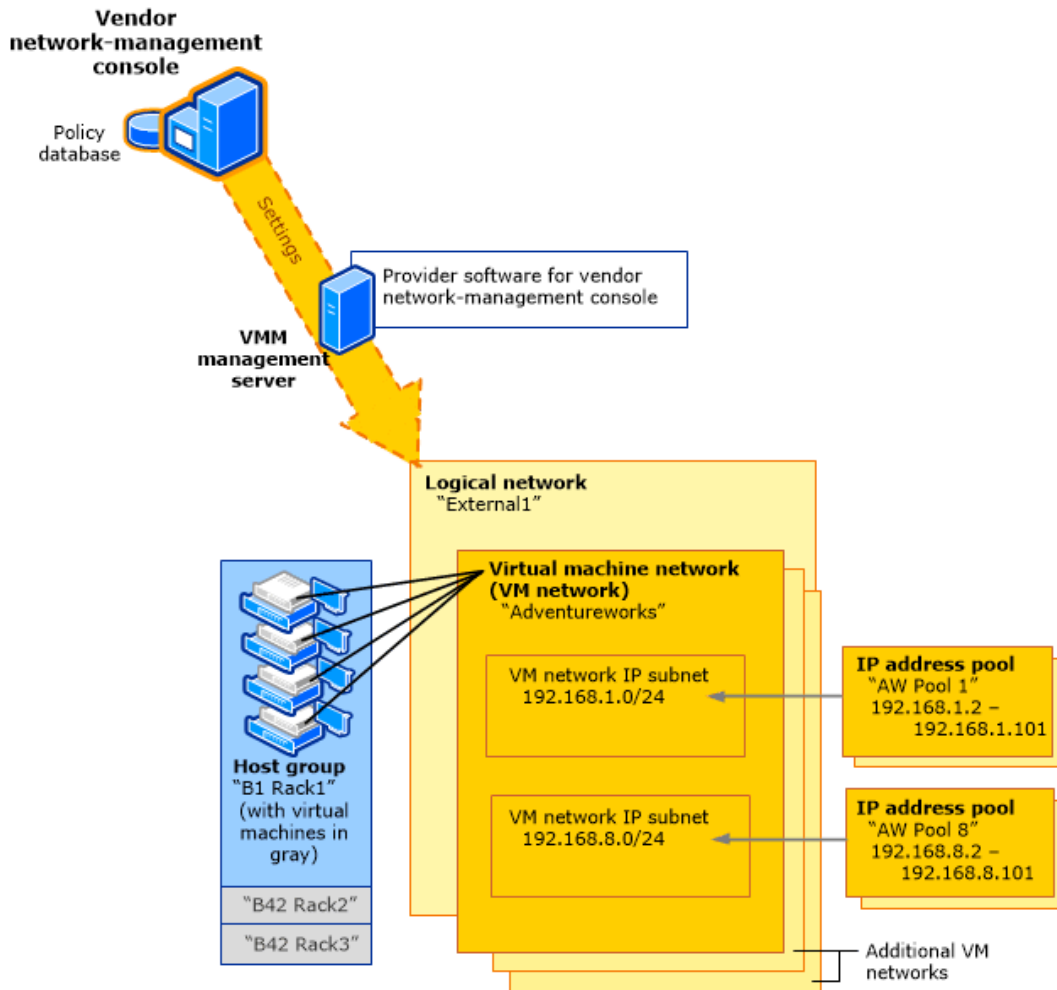 Vendor
network-management
console
Policy
database
Settings
Provider software for vendor
network-management console
VMM
management
server
Logical network
“External1”
Virtual machine network
(VM network)
“Adventureworks”
VM network IP subnet
192.168.1.0/24
IP address pool
“AW Pool 1”
192.168.1.2 –
192.168.1.101
Host group
“B1 Rack1”
(with virtual
machines in
gray)
VM network IP subnet
192.168.8.0/24
IP address pool
“AW Pool 8”
192.168.8.2 –
192.168.8.101
“B42 Rack2”
“B42 Rack3”
Additional VM
networks